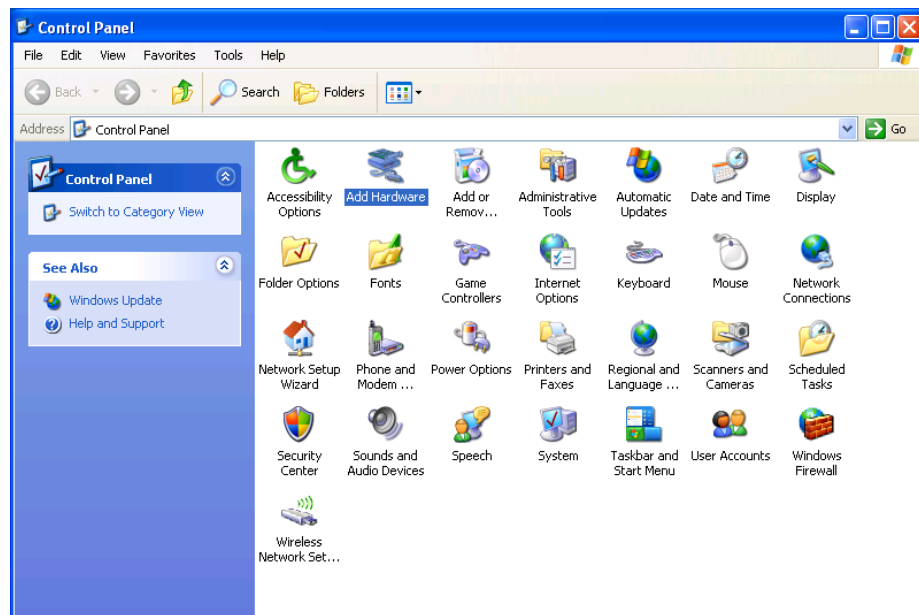 Control Panel
File Edit View Favorites Tools Help
Back Search Folders
Address Control Panel Go
Control Panel
Switch to Category View
See Also
Windows Update
Help and Support
Accessibility Options
Add Hardware
Add or Remov...
Administrative Tools
Automatic Updates
Date and Time
Display
Folder Options
Fonts
Game Controllers
Internet Options
Keyboard
Mouse
Network Connections
Network Setup Wizard
Phone and Modem ...
Power Options
Printers and Faxes
Regional and Language ...
Scanners and Cameras
Scheduled Tasks
Security Center
Sounds and Audio Devices
Speech
System
Taskbar and Start Menu
User Accounts
Windows Firewall
Wireless Network Set...